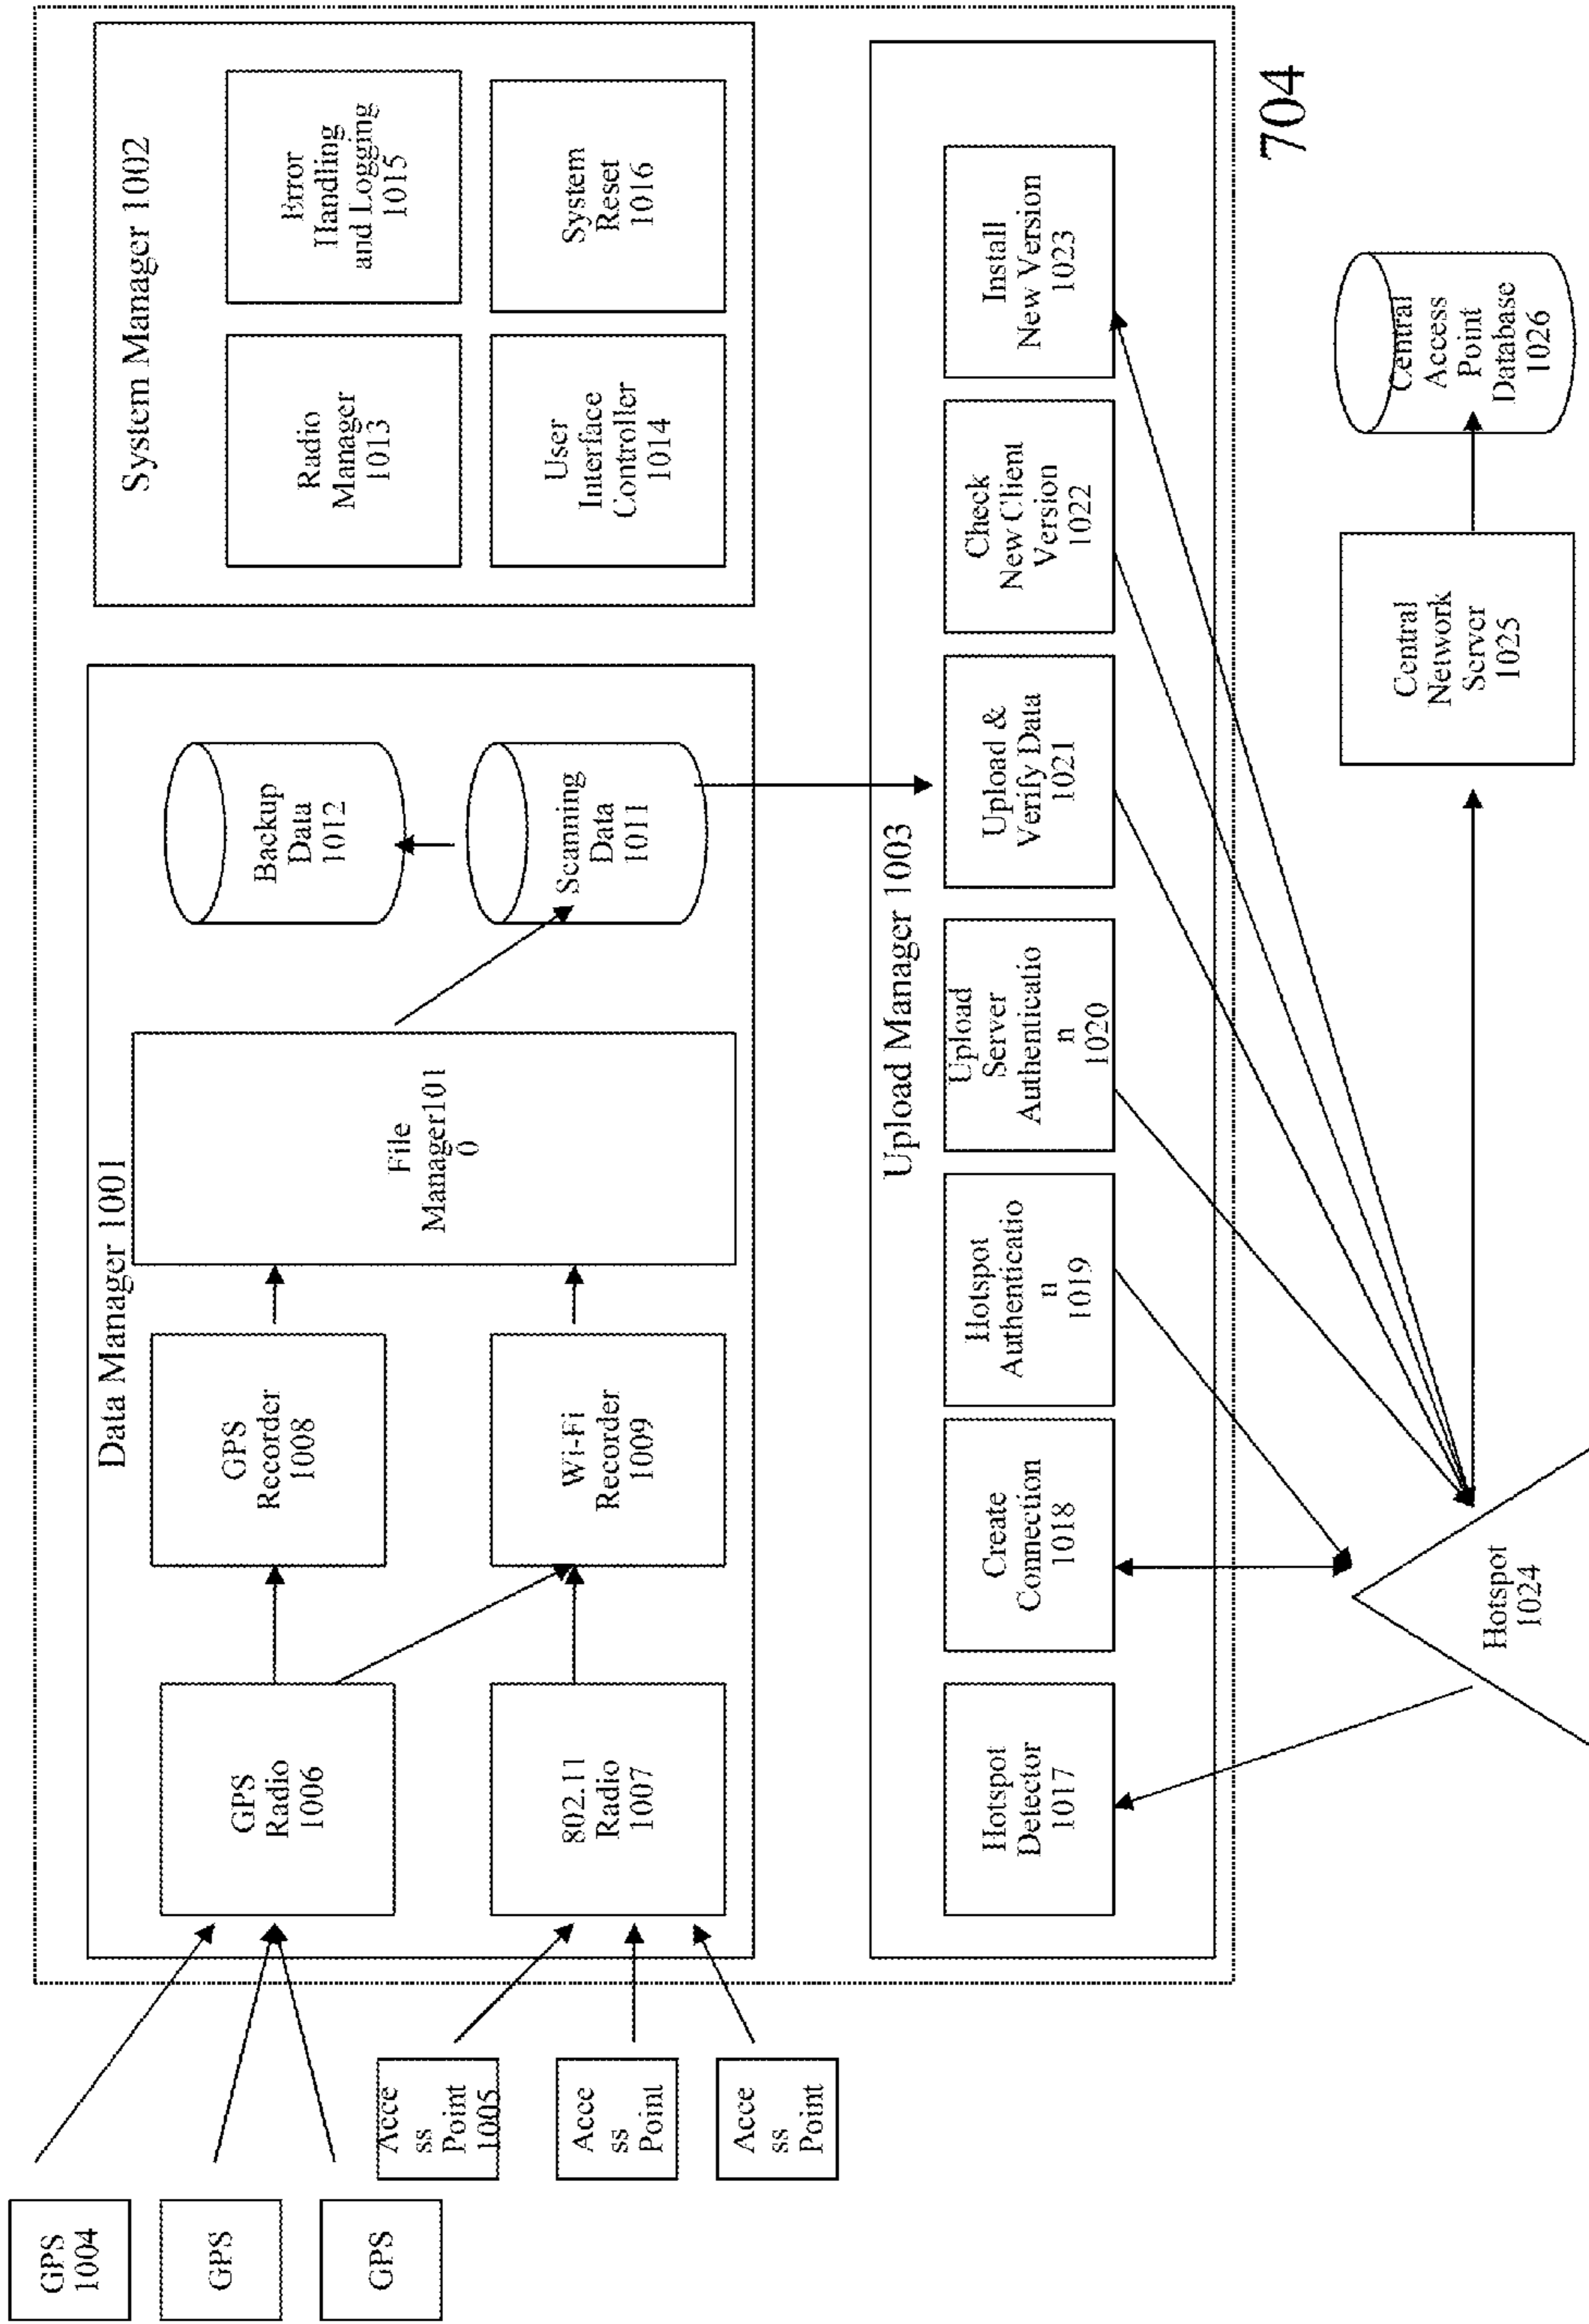 GPS
1004
GPS
GPS
Acce
ss
Point
1005
Acce
ss
Point
Acce
ss
Point
Data Manager 1001
GPS
Radio
1006
802.11
Radio
1007
GPS
Recorder
1008
Wi-Fi
Recorder
1009
File
Manager101
0
Backup
Data
1012
Scanning
Data
1011
System Manager 1002
Radio
Manager
1013
Error
Handling
and Logging
1015
User
Interface
Controller
1014
System
Reset
1016
Upload Manager 1003
Hotspot
Detector
1017
Create
Connection
1018
Hotspot
Authenticatio
n
1019
Upload
Server
Authenticatio
n
1020
Upload &
Verify Data
1021
Check
New Client
Version
1022
Install
New Version
1023
704
Hotspot
1024
Central
Network
Server
1025
Central
Access
Point
Database
1026